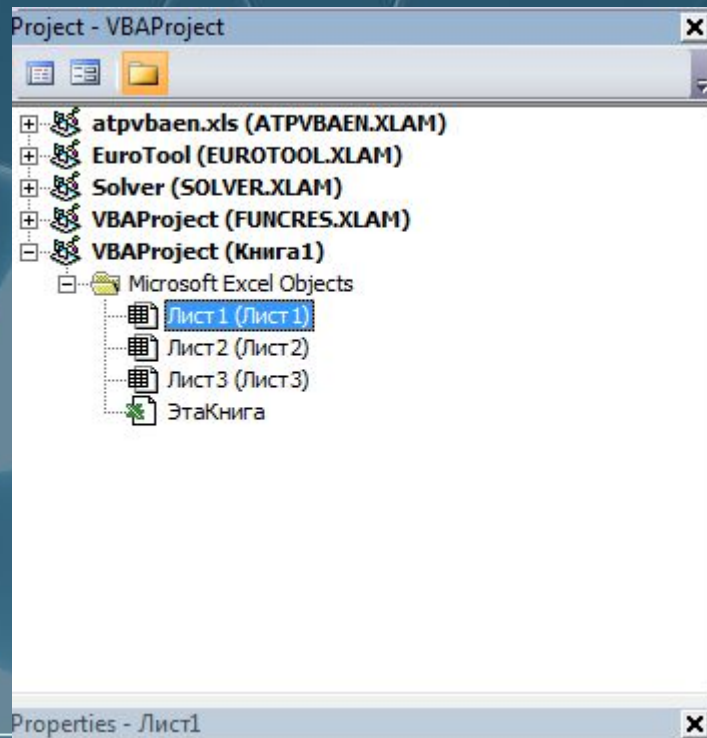 Project - VBAProject
atpvbaen.xls (ATPVBAEN.XLAM)
EuroTool (EUROTOOL.XLAM)
Solver (SOLVER.XLAM)
VBAProject (FUNCRES.XLAM)
VBAProject (Книга1)
Microsoft Excel Objects
Лист1 (Лист1)
Лист2 (Лист2)
Лист3 (Лист3)
ЭтаКнига
Properties - Лист1